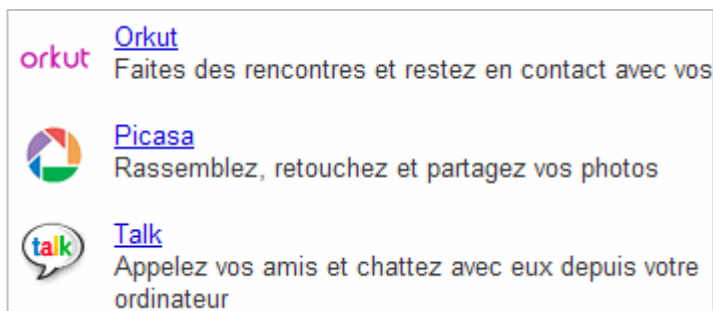 orkut
Orkut
Faites des rencontres et restez en contact avec vos
Picasa
Rassemblez, retouchez et partagez vos photos
talk
Talk
Appelez vos amis et chattez avec eux depuis votre
ordinateur